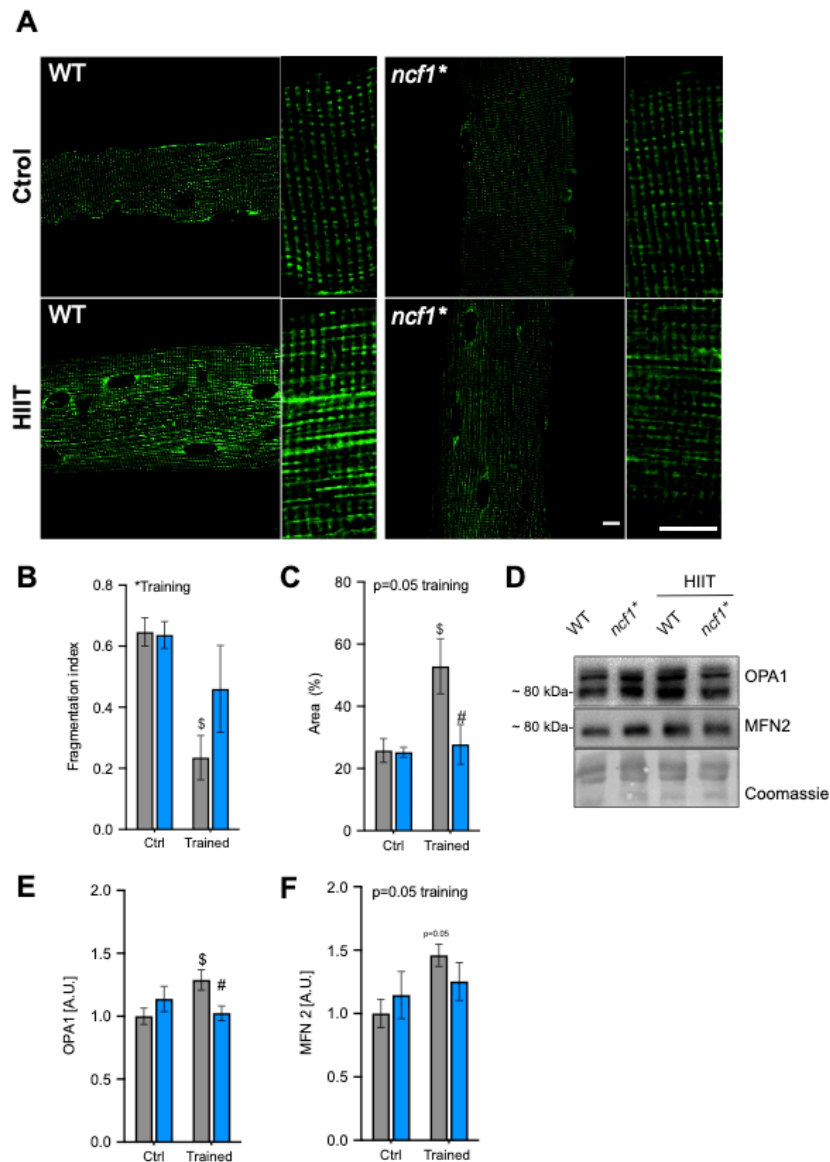 A
WT
ncf1*
Ctrol
WT
ncf1*
HIIT
B
*Training
Fragmentation index
0.8
0.6
0.4
0.2
0.0
$
Ctrl Trained
C
p=0.05 training
Area (%)
80
60
40
20
0
$
#
Ctrl Trained
D
HIIT
WT ncf1* WT ncf1*
~ 80 kDa-
OPA1
~ 80 kDa-
MFN2
Coomassie
E
OPA1 [A.U.]
2.0
1.5
1.0
0.5
0.0
$
#
Ctrl Trained
F
p=0.05 training
MFN 2 [A.U.]
2.0
1.5
1.0
0.5
0.0
p=0.05
Ctrl Trained